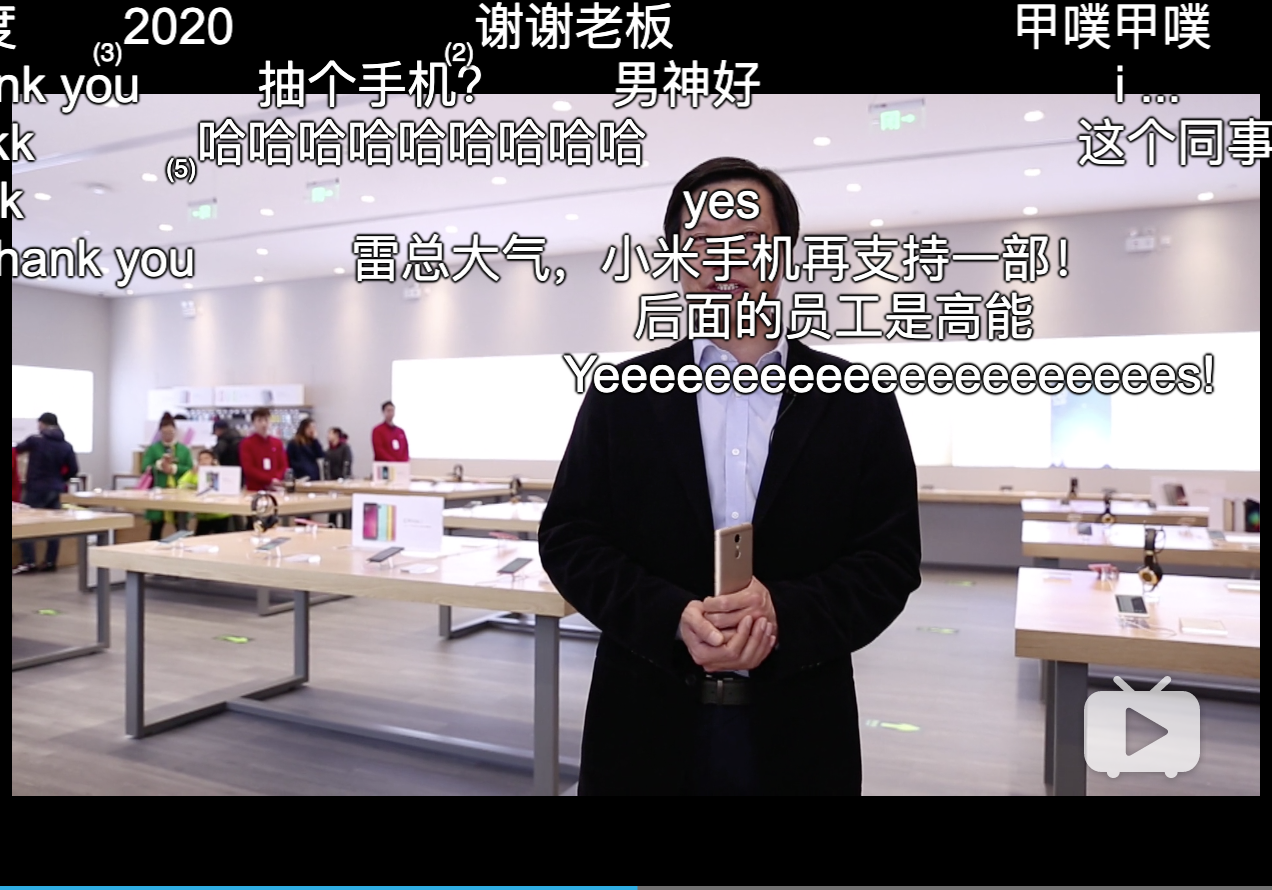 度
2020
谢谢老板
甲噗甲噗
(3)
(2)
nk you
抽个手机？
男神好
i ...
kk
(5)
哈哈哈哈哈哈哈哈哈
这个同事
k
yes
hank you
雷总大气，小米手机再支持一部！
后面的员工是高能
Yeeeeeeeeeeeeeeeeeeeeees!